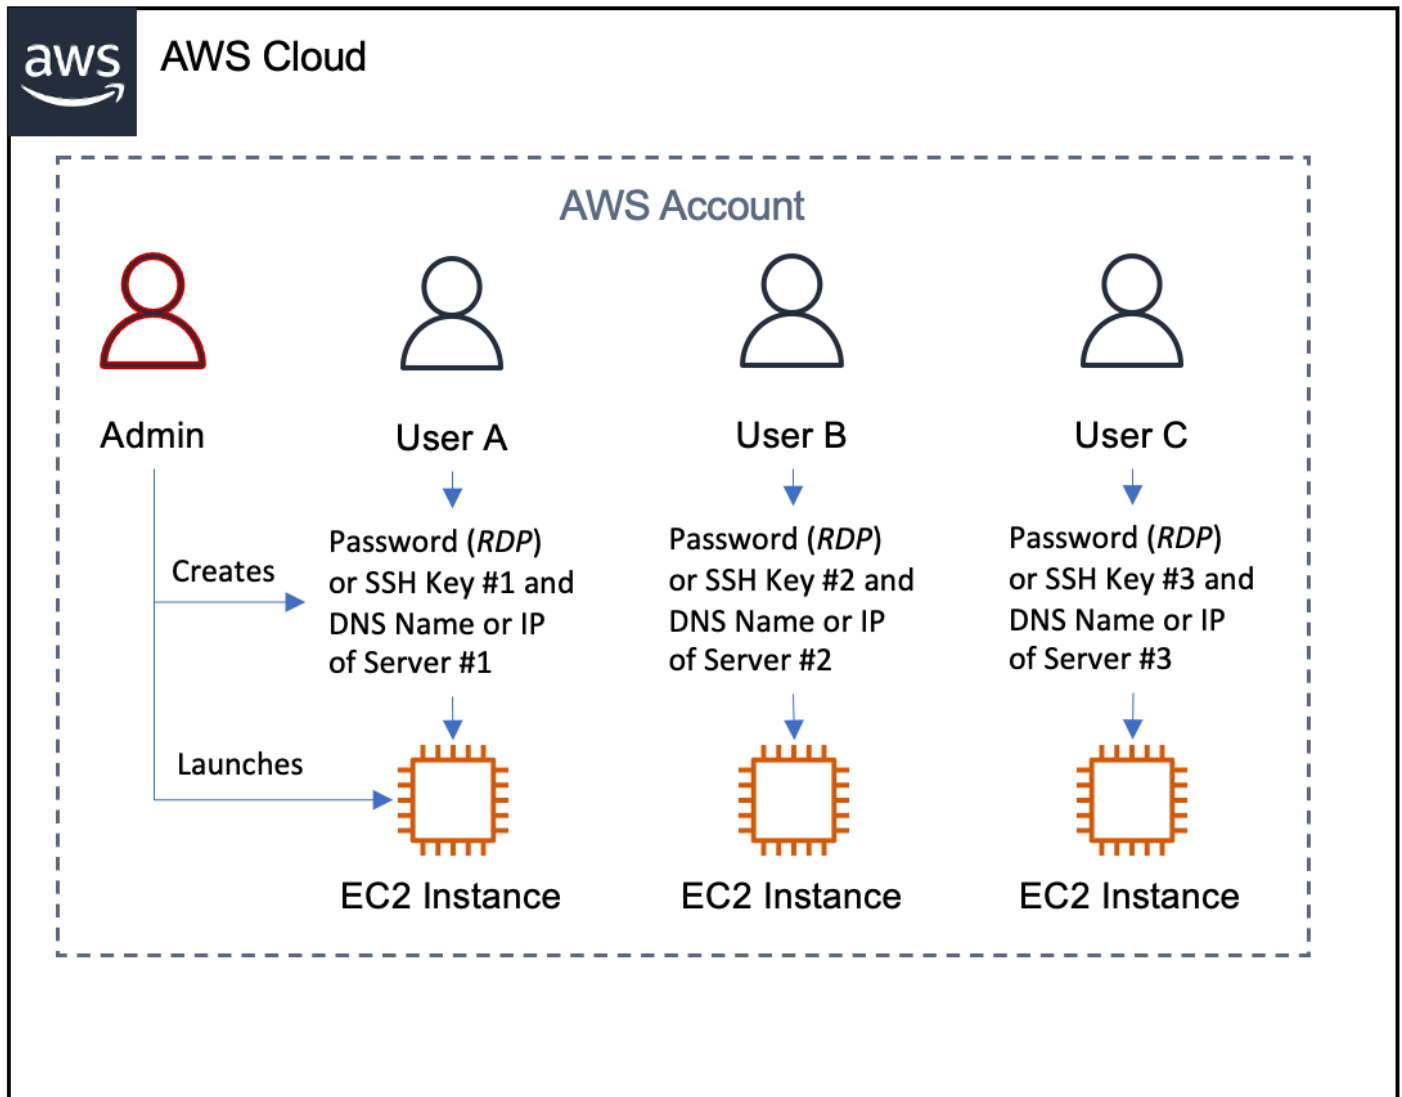 aws
AWS Cloud
AWS Account
Admin
User A
User B
User C
Creates
Launches
Password (RDP)
or SSH Key #1 and
DNS Name or IP
of Server #1
Password (RDP)
or SSH Key #2 and
DNS Name or IP
of Server #2
Password (RDP)
or SSH Key #3 and
DNS Name or IP
of Server #3
EC2 Instance
EC2 Instance
EC2 Instance